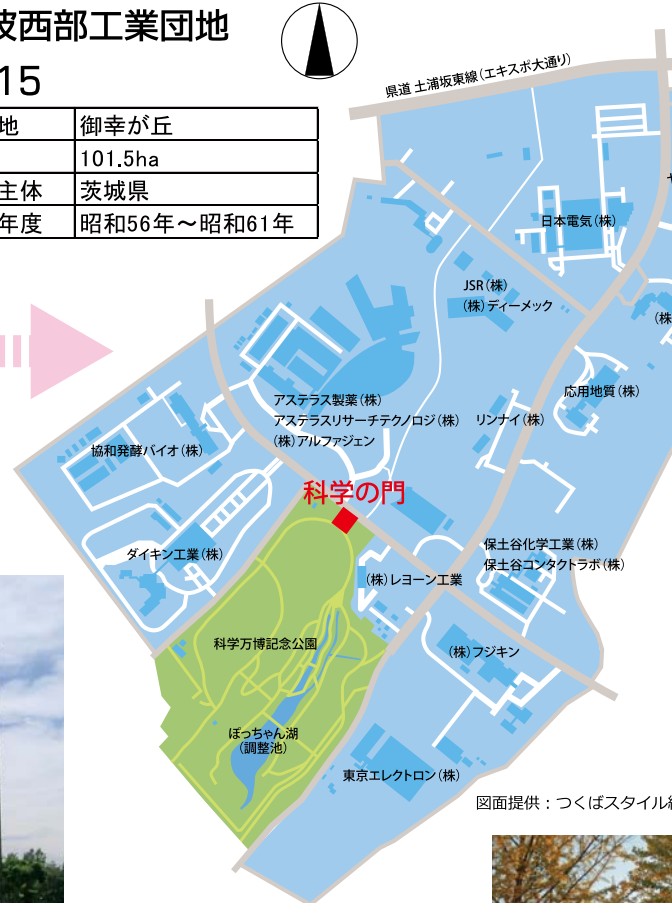 波西部工業団地
15
地 御幸が丘
101.5ha
主体 茨城県
年度 昭和56年～昭和61年
県道 土浦坂東線（エキスポ大通り）
日本電気（株）
JSR（株）
（株）ディーメック
（株
応用地質（株）
アステラス製薬（株）
アステラスリサーチテクノロジ（株）
（株）アルファジェン
リンナイ（株）
協和発酵バイオ（株）
科学の門
保土谷化学工業（株）
保土谷コンタクトラボ（株）
ダイキン工業（株）
（株）レヨーン工業
科学万博記念公園
（株）フジキン
ぽっちゃん湖
（調整池）
東京エレクトロン（株）
図面提供：つくばスタイル